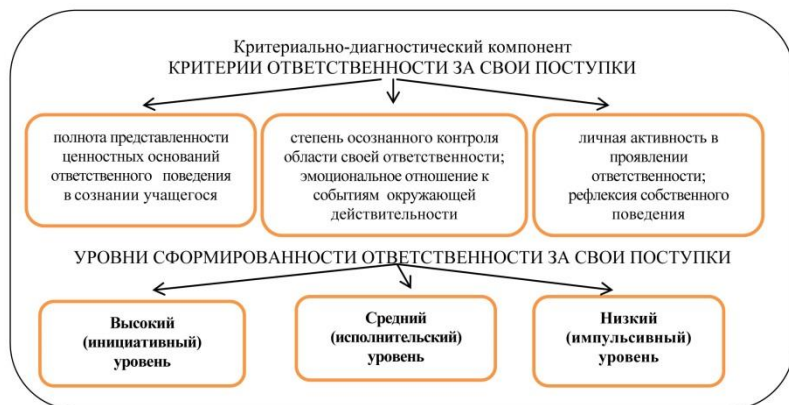 Критериально-диагностический компонент
КРИТЕРИИ ОТВЕТСТВЕННОСТИ ЗА СВОИ ПОСТУПКИ
полнота представленности
ценностных оснований
ответственного поведения
в сознании учащегося
степень осознанного контроля
области своей ответственности;
эмоциональное отношение к
событиям окружающей
действительности
личная активность в
проявлении
ответственности;
рефлексия собственного
поведения
УРОВНИ СФОРМИРОВАННОСТИ ОТВЕТСТВЕННОСТИ ЗА СВОИ ПОСТУПКИ
Высокий
(инициативный)
уровень
Средний
(исполнительский)
уровень
Низкий
(импульсивный)
уровень